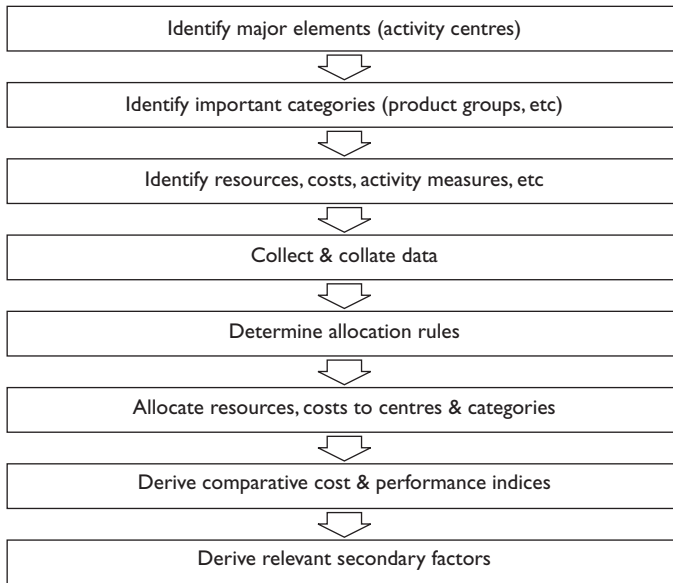 Identify major elements (activity centres)
Identify important categories (product groups, etc)
Identify resources, costs, activity measures, etc
Collect & collate data
Determine allocation rules
Allocate resources, costs to centres & categories
Derive comparative cost & performance indices
Derive relevant secondary factors